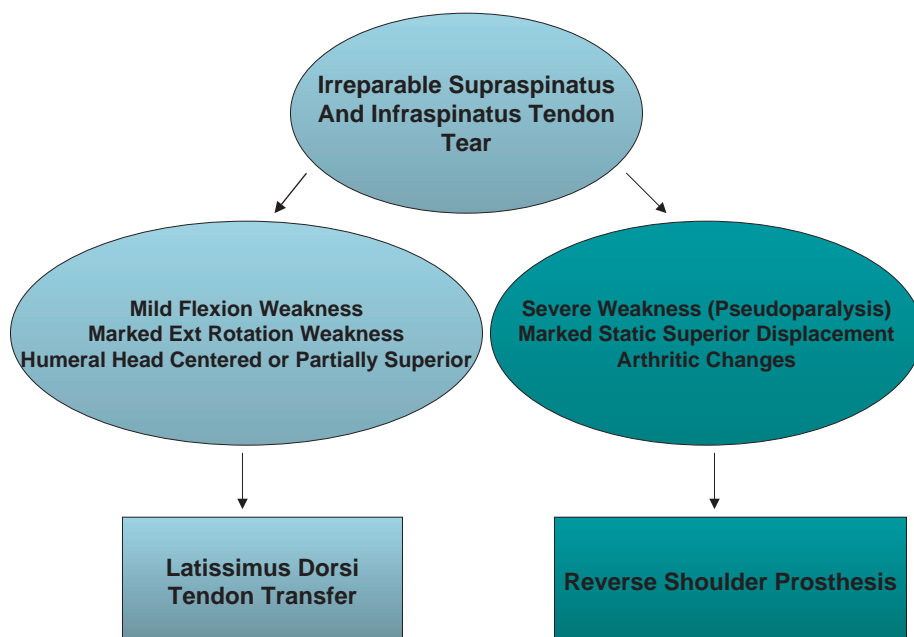 Irreparable Supraspinatus
And Infraspinatus Tendon
Tear
Mild Flexion Weakness
Marked Ext Rotation Weakness
Humeral Head Centered or Partially Superior
Severe Weakness (Pseudoparalysis)
Marked Static Superior Displacement
Arthritic Changes
Latissimus Dorsi
Tendon Transfer
Reverse Shoulder Prosthesis